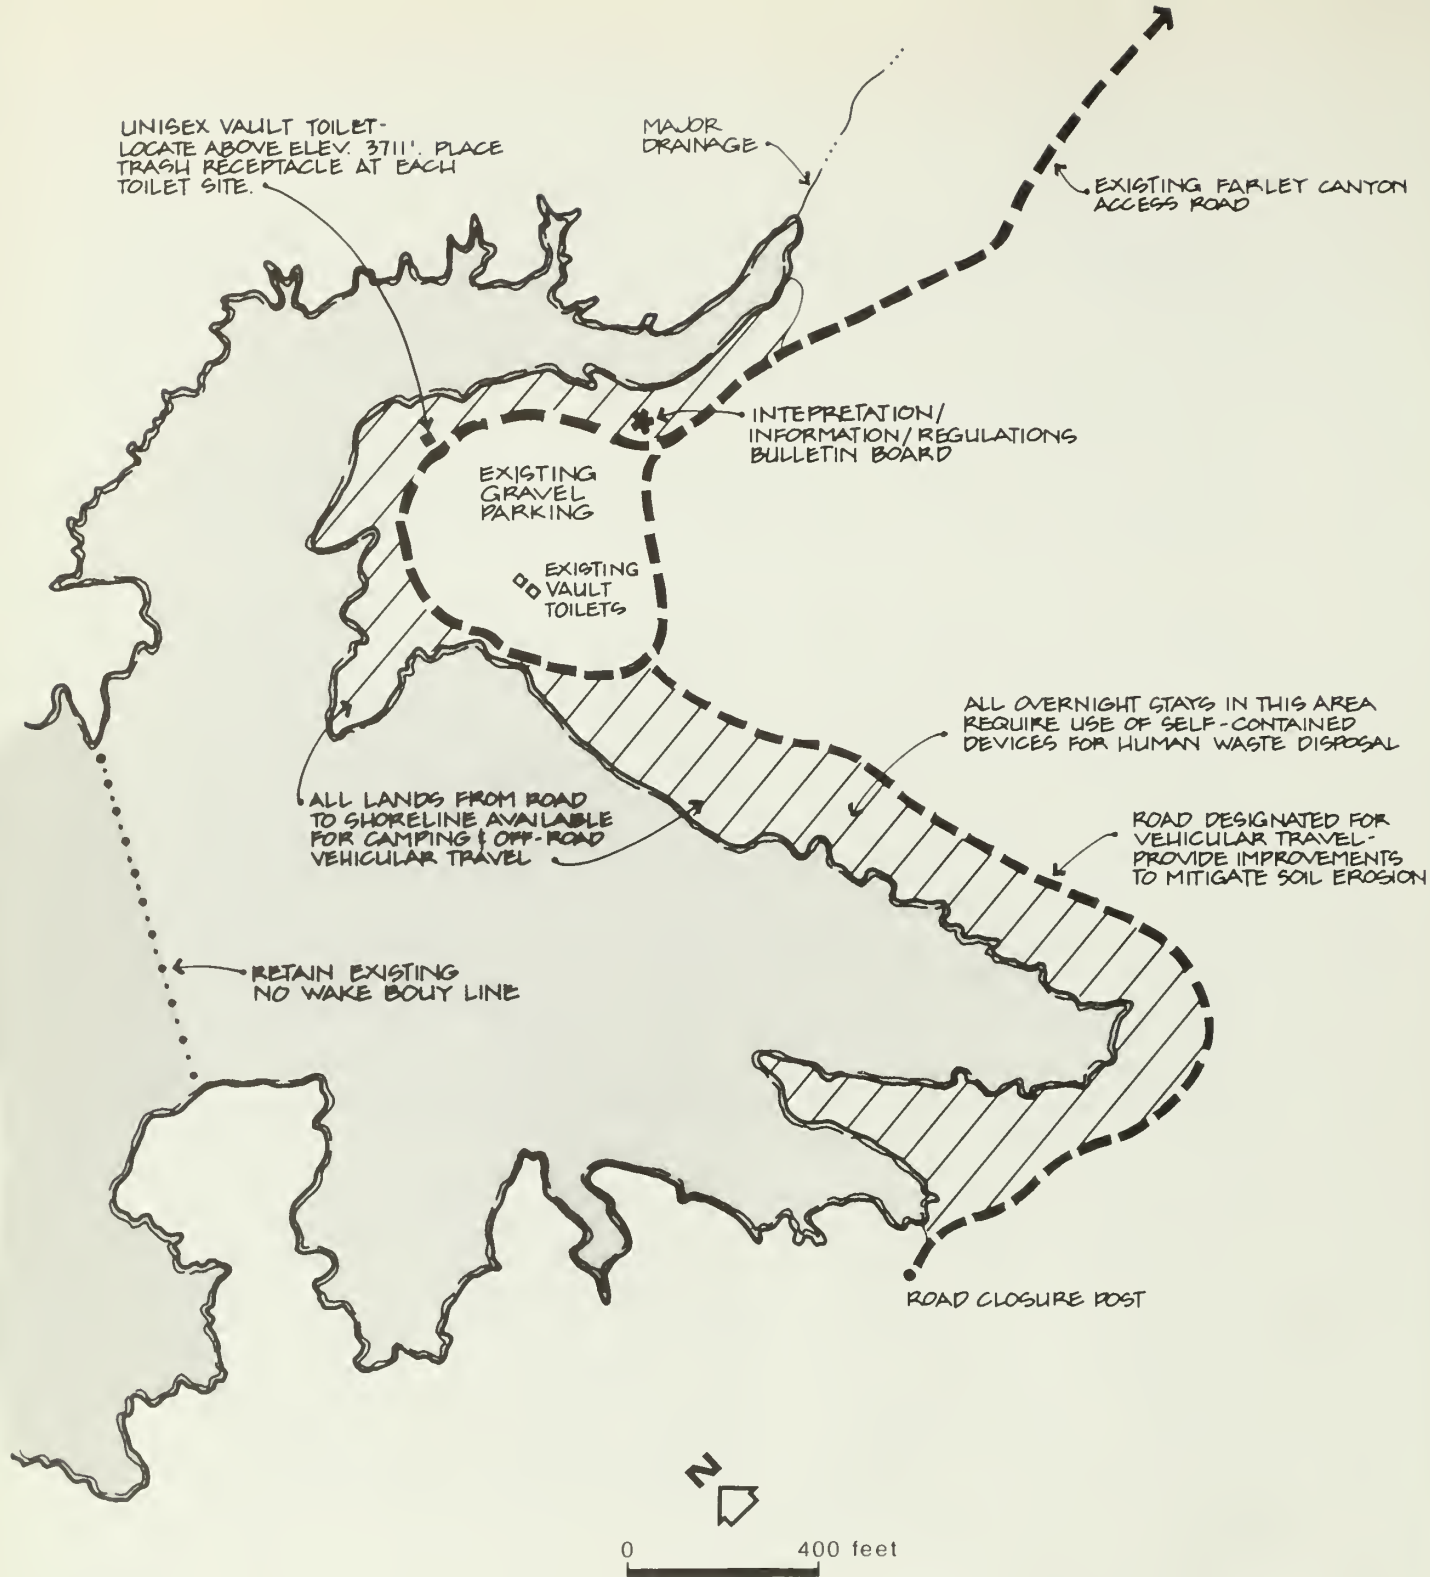 UNISEX VAULT TOILET-
LOCATE ABOVE ELEV. 3711'. PLACE
TRASH RECEPTACLE AT EACH
TOILET SITE.
MAJOR
DRAINAGE
EXISTING FARLEY CANYON
ACCESS ROAD
INTEPRETATION/
INFORMATION/REGULATIONS
BULLETIN BOARD
EXISTING
GRAVEL
PARKING
EXISTING
VAULT
TOILETS
ALL OVERNIGHT STAYS IN THIS AREA
REQUIRE USE OF SELF-CONTAINED
DEVICES FOR HUMAN WASTE DISPOSAL
ALL LANDS FROM ROAD
TO SHORELINE AVAILABLE
FOR CAMPING & OFF-ROAD
VEHICULAR TRAVEL
ROAD DESIGNATED FOR
VEHICULAR TRAVEL-
PROVIDE IMPROVEMENTS
TO MITIGATE SOIL EROSION
RETAIN EXISTING
NO WAKE BOUY LINE
ROAD CLOSURE POST
N
0 400 feet